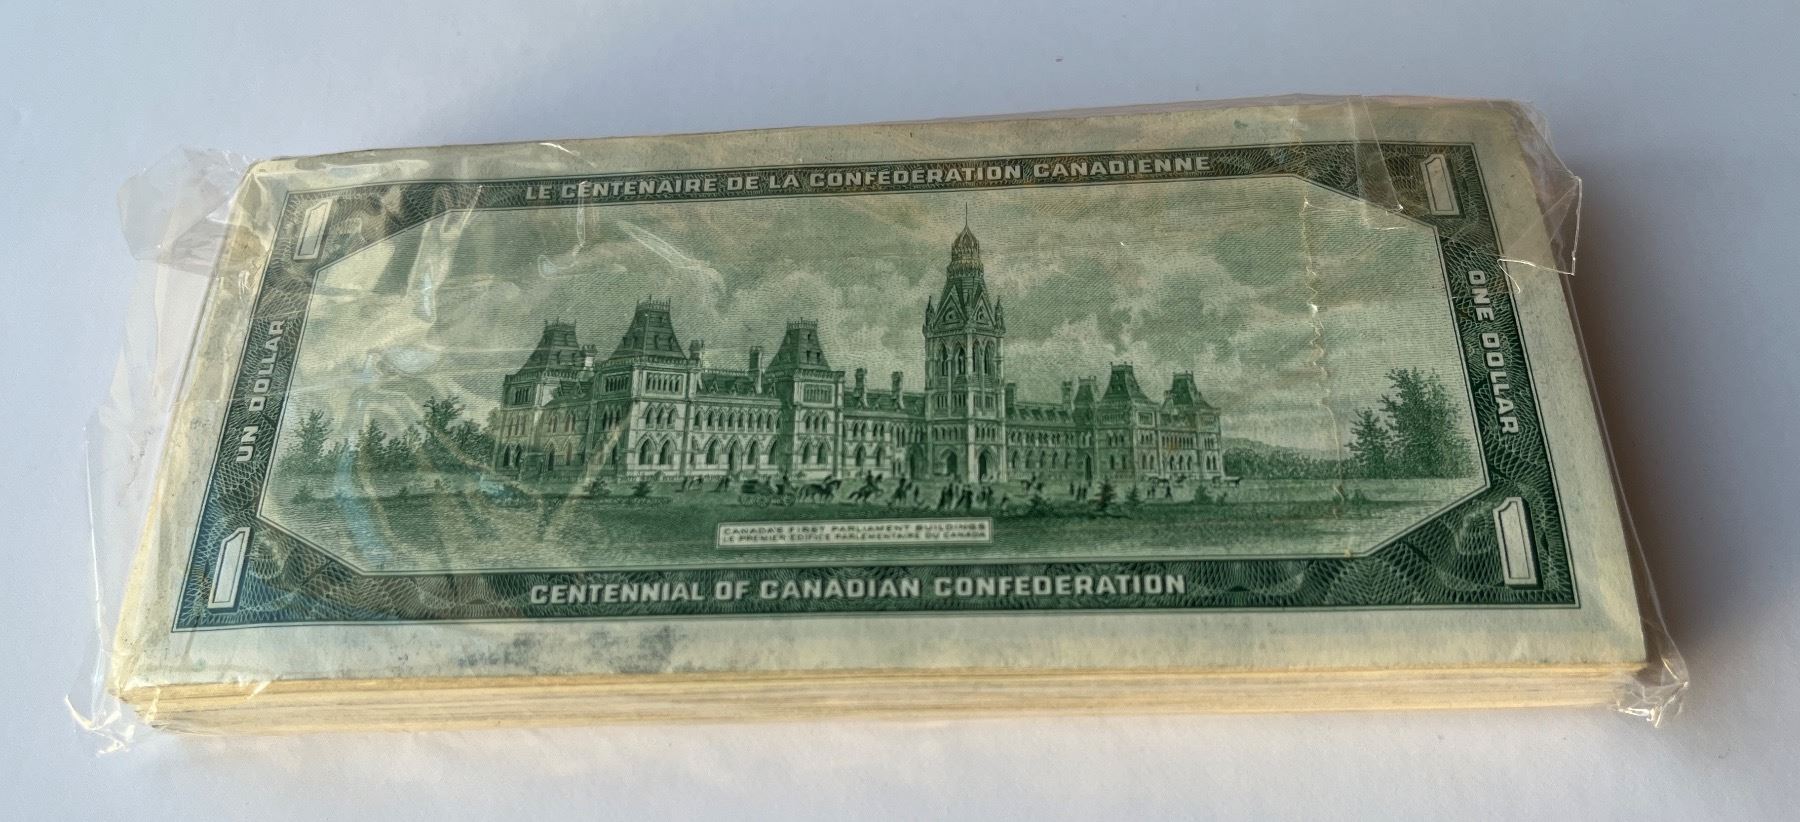 LE CENTENAIRE DE LA CONFEDERATION CANADIENNE
1
1
UN DOLLAR
ONE DOLLAR
CANADA'S FIRST PARLIAMENT BUILDINGS
LE PREMIER EDIFICE PARLEMENTAIRE DU CANADA
1
1
CENTENNIAL OF CANADIAN CONFEDERATION